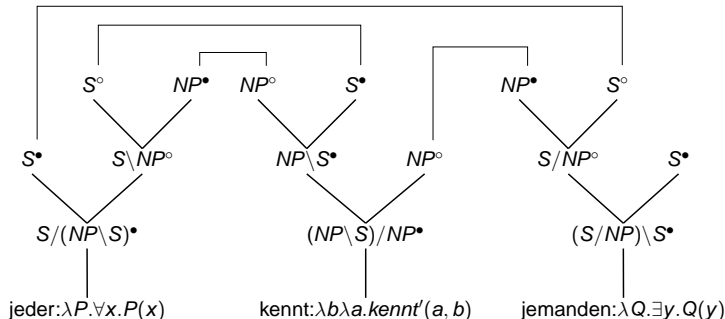 S° NP• NP° S• NP• S°
S• S\NP° NP\S• NP° S/NP° S•
S/(NP\S)• (NP\S)/NP• (S/NP)\S•
jeder:λP.∀x.P(x) kennt:λbλa.kennt′(a, b) jemanden:λQ.∃y.Q(y)